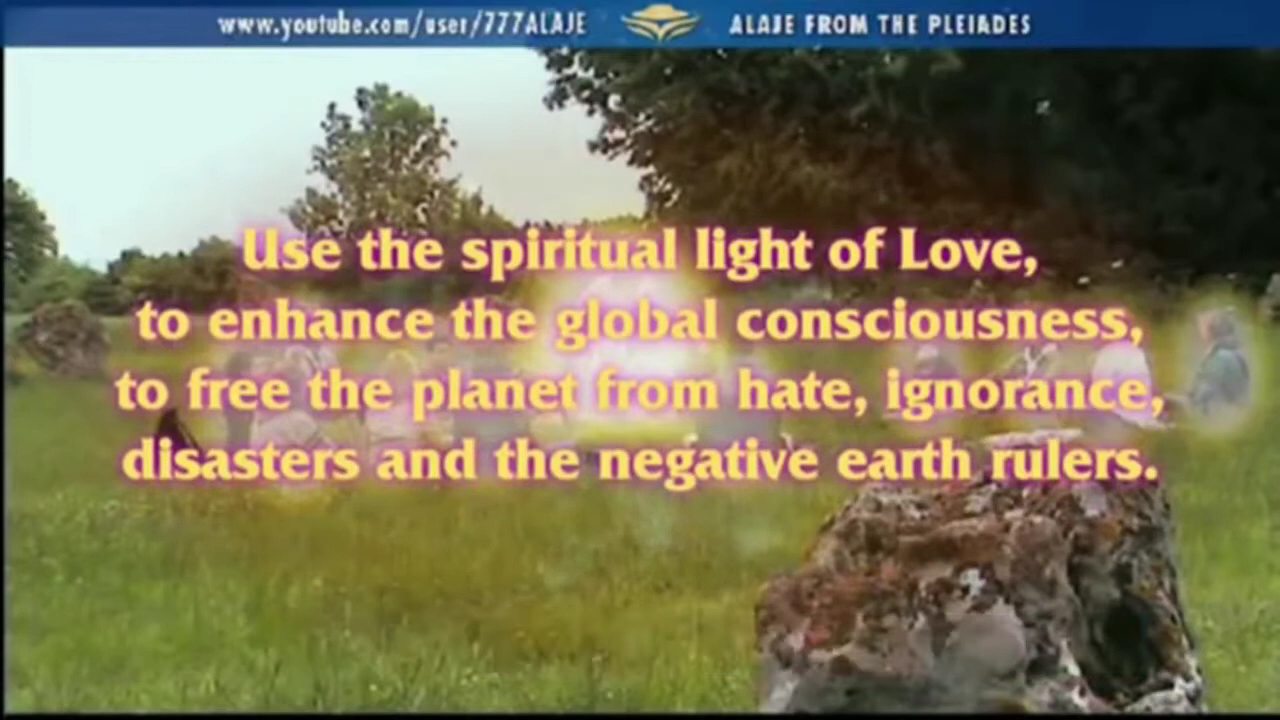 www.youtube.com/user/777ALAJE ALAJE FROM THE PLEIADES
Use the spiritual light of Love,
to enhance the global consciousness,
to free the planet from hate, ignorance,
disasters and the negative earth rulers.